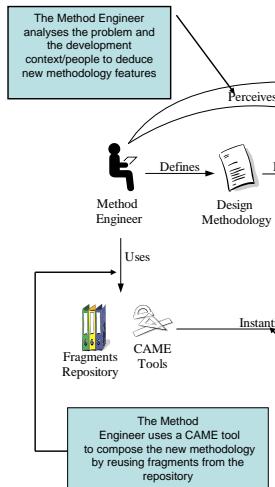 The Method Engineer
analyses the problem and
the development
context/people to deduce
new methodology features
Perceives
Defines
Method
Engineer
Design
Methodology
Uses
Fragments
Repository
CAME
Tools
The Method
Engineer uses a CAME tool
to compose the new methodology
by reusing fragments from the
repository